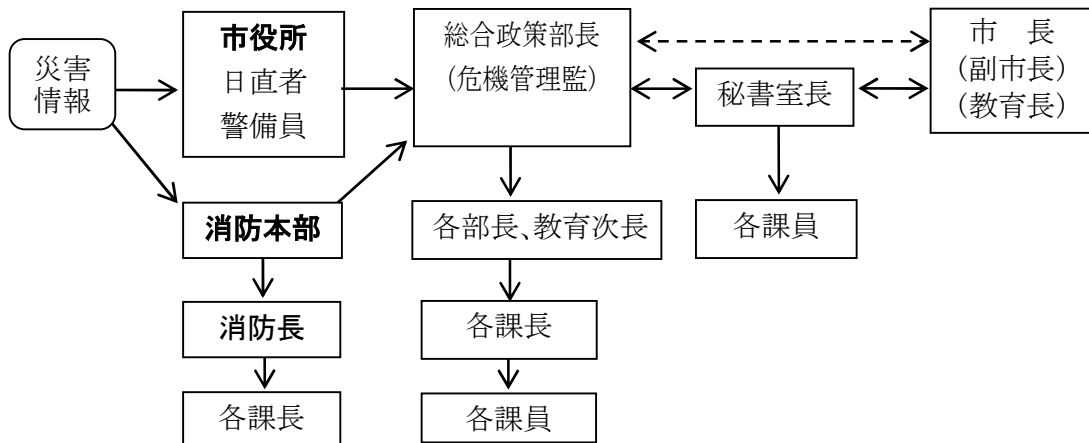 災害
情報
市役所
日直者
警備員
総合政策部長
(危機管理監)
秘書室長
市　長
(副市長)
(教育長)
消防本部
各部長、教育次長
各課員
消防長
各課長
各課長
各課員